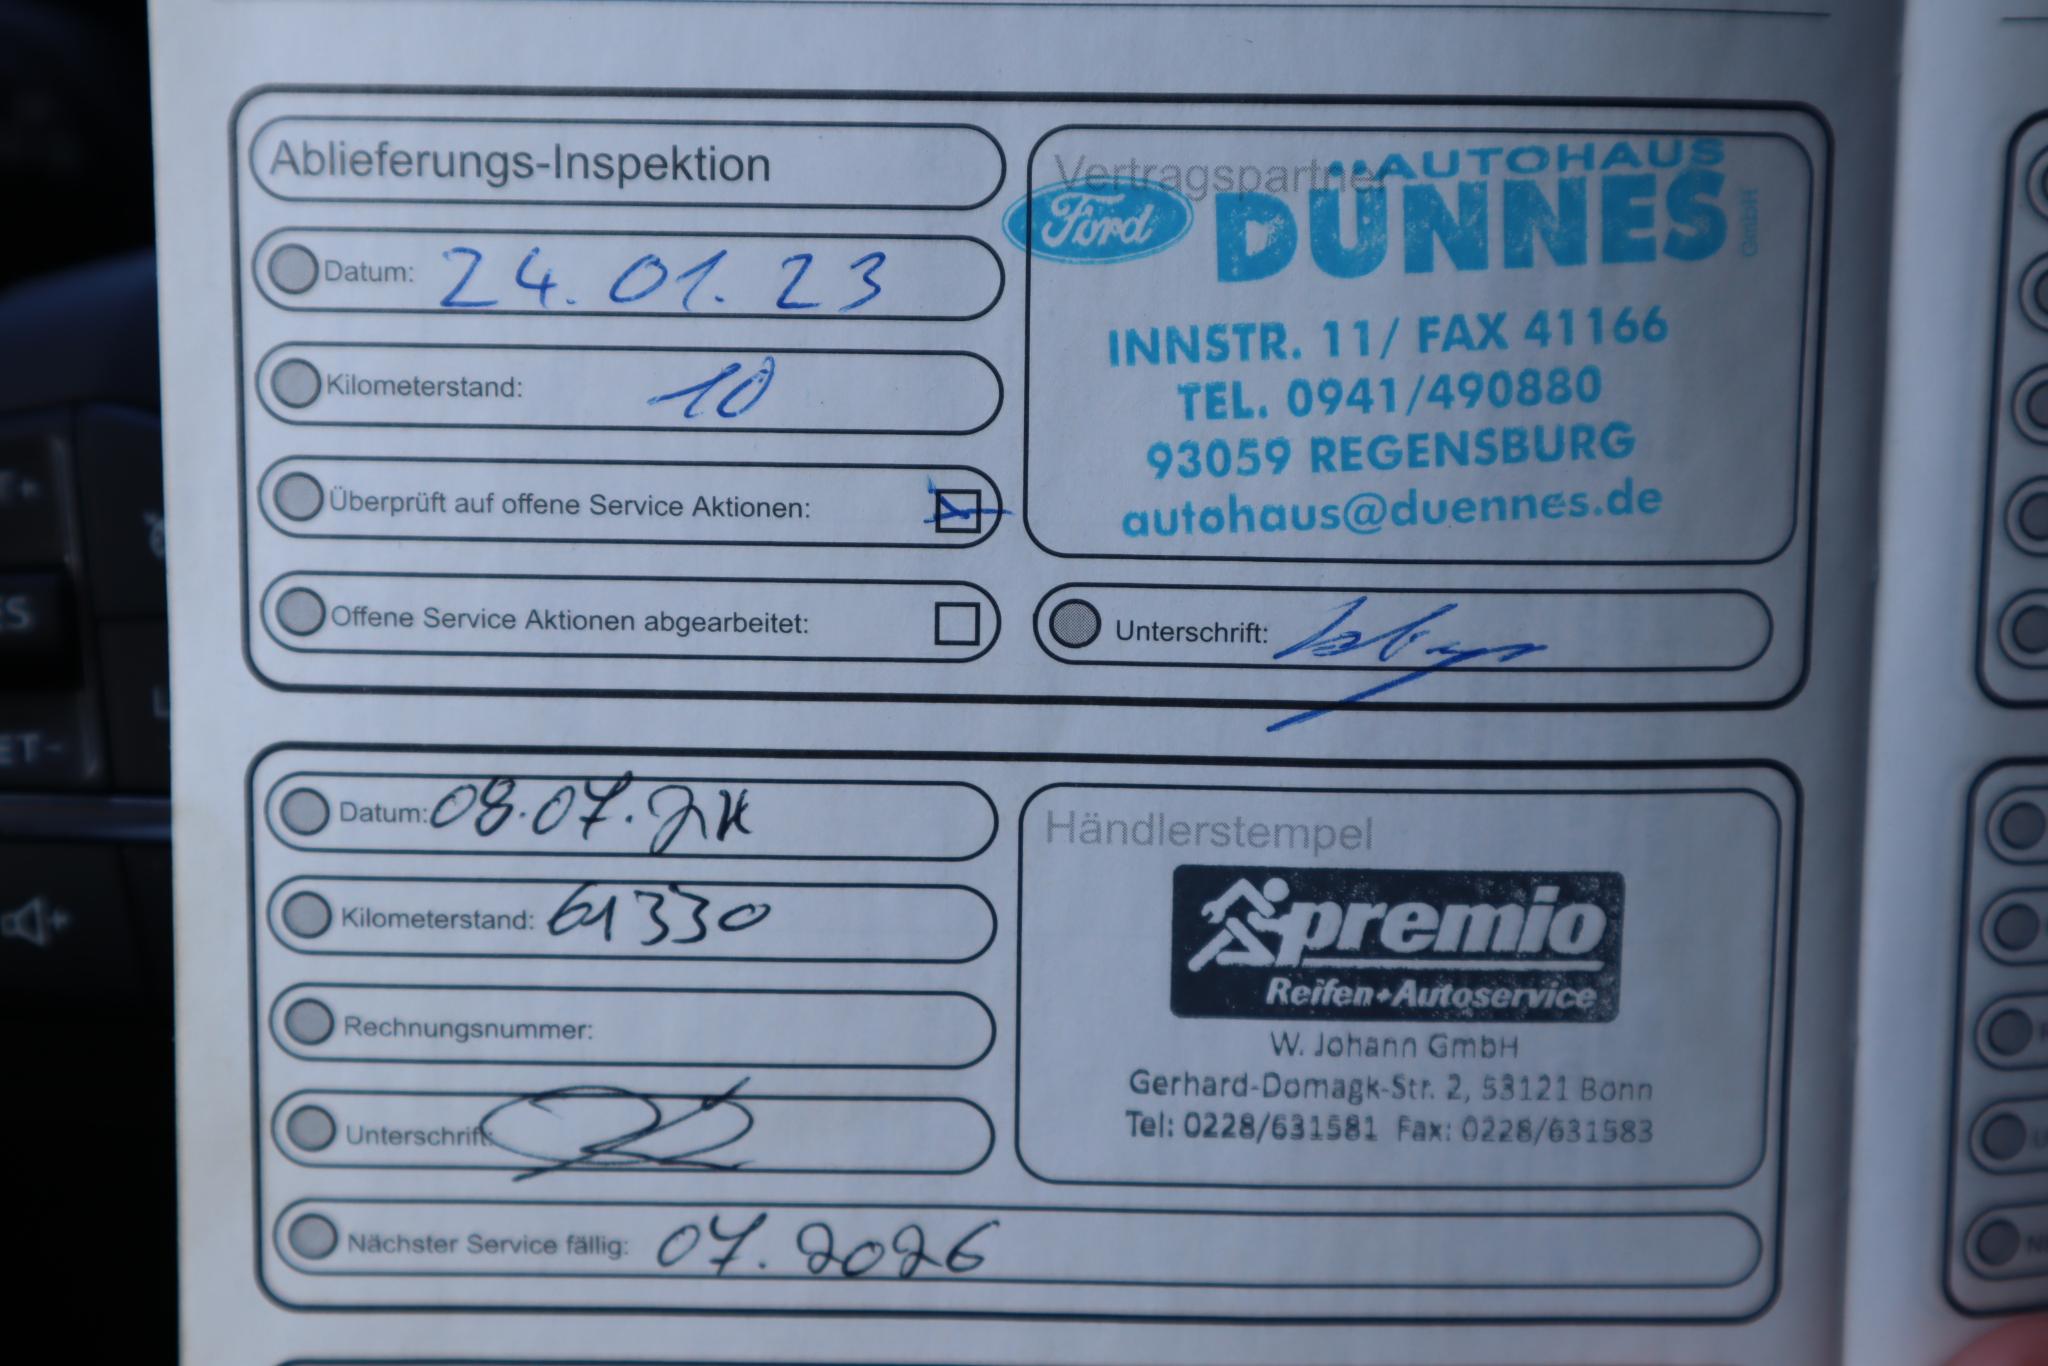 Ablieferungs-Inspektion
Datum: 24.01.23
Kilometerstand: 10
Überprüft auf offene Service Aktionen:
Offene Service Aktionen abgearbeitet:
Vertragspartner
AUTOHAUS
Ford DÜNNES GmbH
INNSTR. 11/ FAX 41166
TEL. 0941/490880
93059 REGENSBURG
autohaus@duennes.de
Unterschrift:
Datum: 08.07.24
Kilometerstand: 61330
Rechnungsnummer:
Unterschrift:
Nächster Service fällig: 07.2026
Händlerstempel
premio
Reifen+Autoservice
W. Johann GmbH
Gerhard-Domagk-Str. 2, 53121 Bonn
Tel: 0228/631581 Fax: 0228/631583